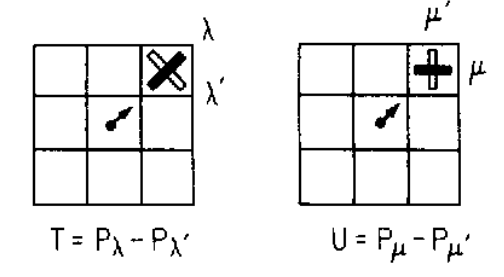 λ
λ′
T = Pλ - Pλ′
μ′
μ
U = Pμ - Pμ′